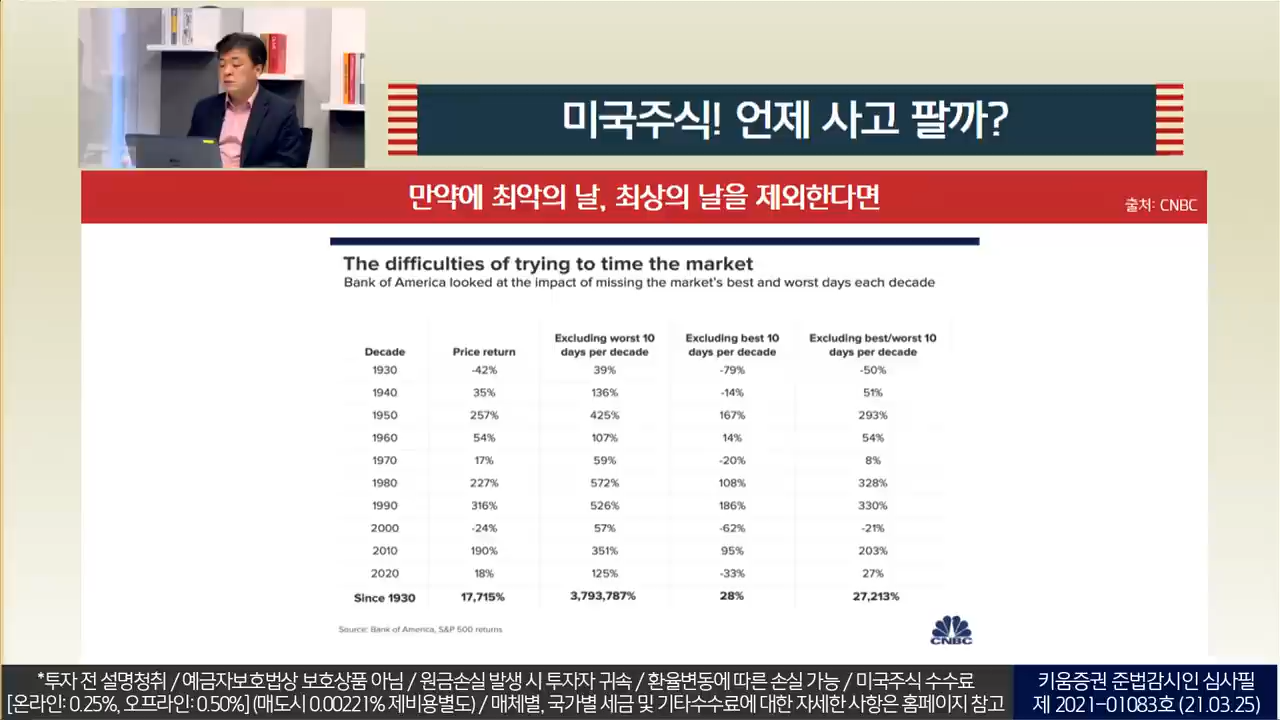 미국주식! 언제 사고 팔까?
만약에 최악의 날, 최상의 날을 제외한다면
출처: CNBC
The difficulties of trying to time the market
Bank of America looked at the impact of missing the market's best and worst days each decade
Decade Price return Excluding worst 10 days per decade Excluding best 10 days per decade Excluding best/worst 10 days per decade
1930 -42% 39% -79% -50%
1940 35% 136% -14% 51%
1950 257% 425% 167% 293%
1960 54% 107% 14% 54%
1970 17% 59% -20% 8%
1980 227% 572% 108% 328%
1990 316% 526% 186% 330%
2000 -24% 57% -62% -21%
2010 190% 351% 95% 203%
2020 18% 125% -33% 27%
Since 1930 17,715% 3,793,787% 28% 27,213%
Source: Bank of America, S&P 500 returns
CNBC
*투자 전 설명청취 / 예금자보호법상 보호상품 아님 / 원금손실 발생 시 투자자 귀속 / 환율변동에 따른 손실 가능 / 미국주식 수수료
[온라인: 0.25%, 오프라인: 0.50%] (매도시 0.00221% 제비용별도) / 매체별, 국가별 세금 및 기타수수료에 대한 자세한 사항은 홈페이지 참고
키움증권 준법감시인 심사필
제 2021-01083호 (21.03.25)